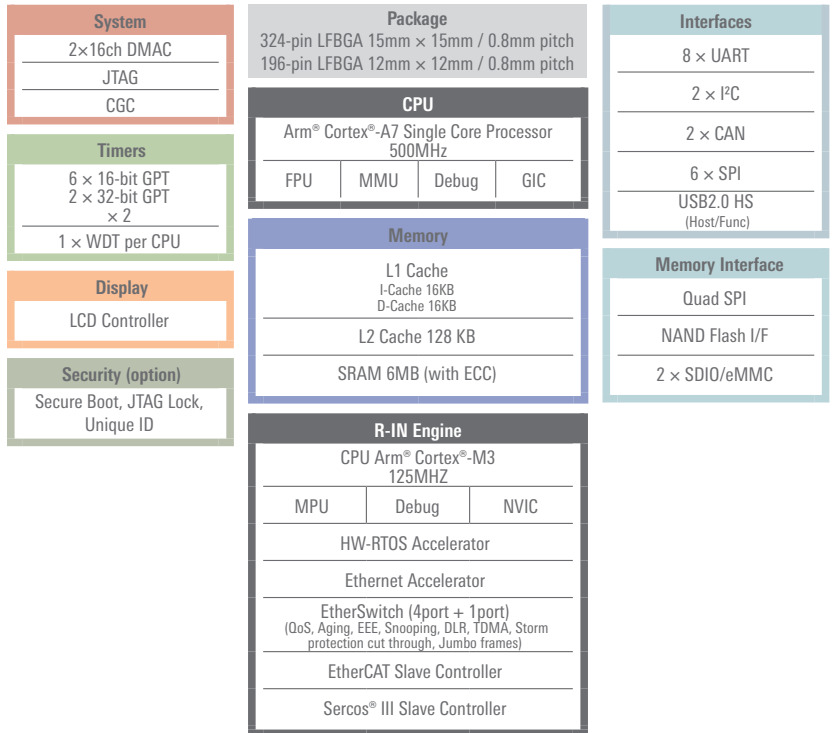 System
2×16ch DMAC
JTAG
CGC
Timers
6 × 16-bit GPT
2 × 32-bit GPT
× 2
1 × WDT per CPU
Display
LCD Controller
Security (option)
Secure Boot, JTAG Lock,
Unique ID
Package
324-pin LFBGA 15mm × 15mm / 0.8mm pitch
196-pin LFBGA 12mm × 12mm / 0.8mm pitch
CPU
Arm® Cortex®-A7 Single Core Processor
500MHz
FPU MMU Debug GIC
Memory
L1 Cache
I-Cache 16KB
D-Cache 16KB
L2 Cache 128 KB
SRAM 6MB (with ECC)
R-IN Engine
CPU Arm® Cortex®-M3
125MHZ
MPU Debug NVIC
HW-RTOS Accelerator
Ethernet Accelerator
EtherSwitch (4port + 1port)
(QoS, Aging, EEE, Snooping, DLR, TDMA, Storm
protection cut through, Jumbo frames)
EtherCAT Slave Controller
Sercos® III Slave Controller
Interfaces
8 × UART
2 × I²C
2 × CAN
6 × SPI
USB2.0 HS
(Host/Func)
Memory Interface
Quad SPI
NAND Flash I/F
2 × SDIO/eMMC